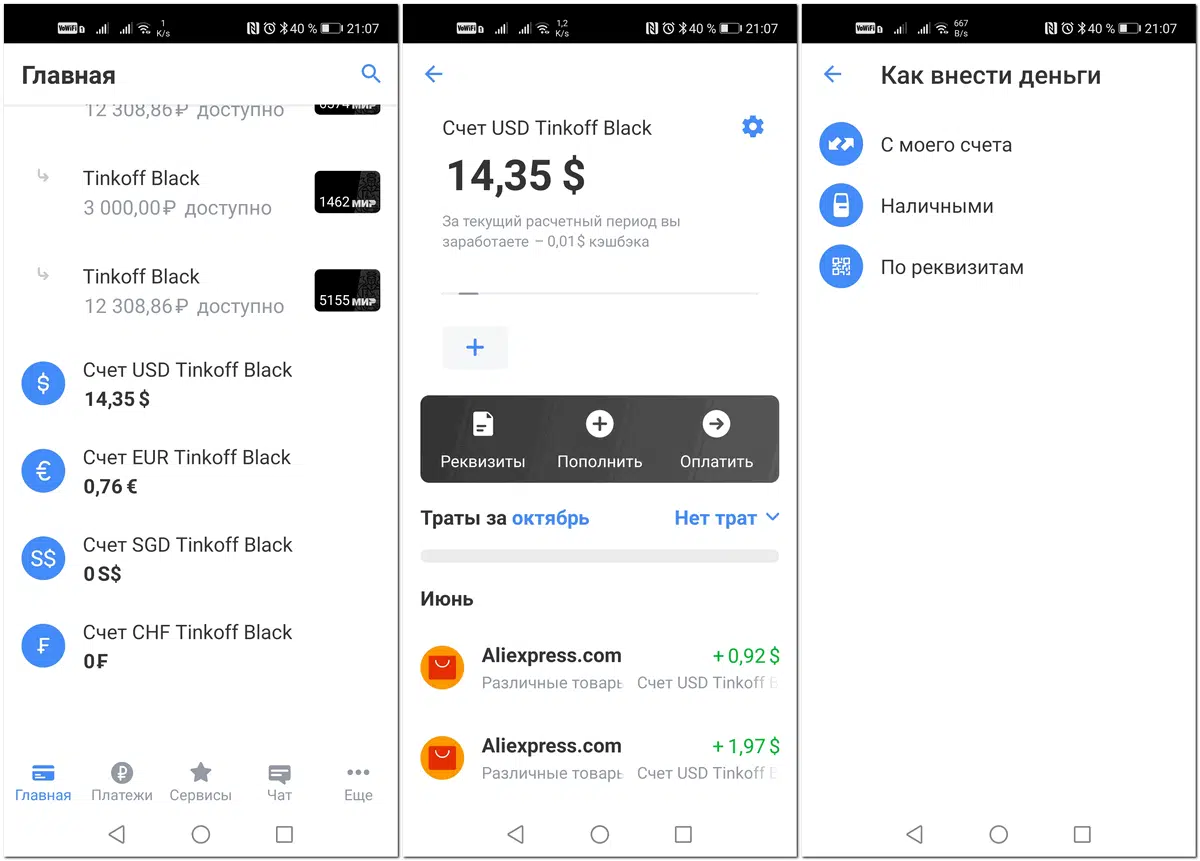 VoWiFi 1 K/s 40 % 21:07
Главная
12 308,86 ₽ доступно
Tinkoff Black
3 000,00 ₽ доступно
1462 МИР
Tinkoff Black
12 308,86 ₽ доступно
5155 МИР
$
Счет USD Tinkoff Black
14,35 $
€
Счет EUR Tinkoff Black
0,76 €
S$
Счет SGD Tinkoff Black
0 S$
₣
Счет CHF Tinkoff Black
0 ₣
Главная
Платежи
Сервисы
Чат
Еще
VoWiFi 1,2 K/s 40 % 21:07
Счет USD Tinkoff Black
14,35 $
За текущий расчетный период вы
заработаете – 0,01 $ кэшбэка
+
Реквизиты
Пополнить
Оплатить
Траты за октябрь
Нет трат
Июнь
Aliexpress.com
+ 0,92 $
Различные товары
Счет USD Tinkoff B
Aliexpress.com
+ 1,97 $
Различные товары
Счет USD Tinkoff B
VoWiFi 667 B/s 40 % 21:07
Как внести деньги
С моего счета
Наличными
По реквизитам